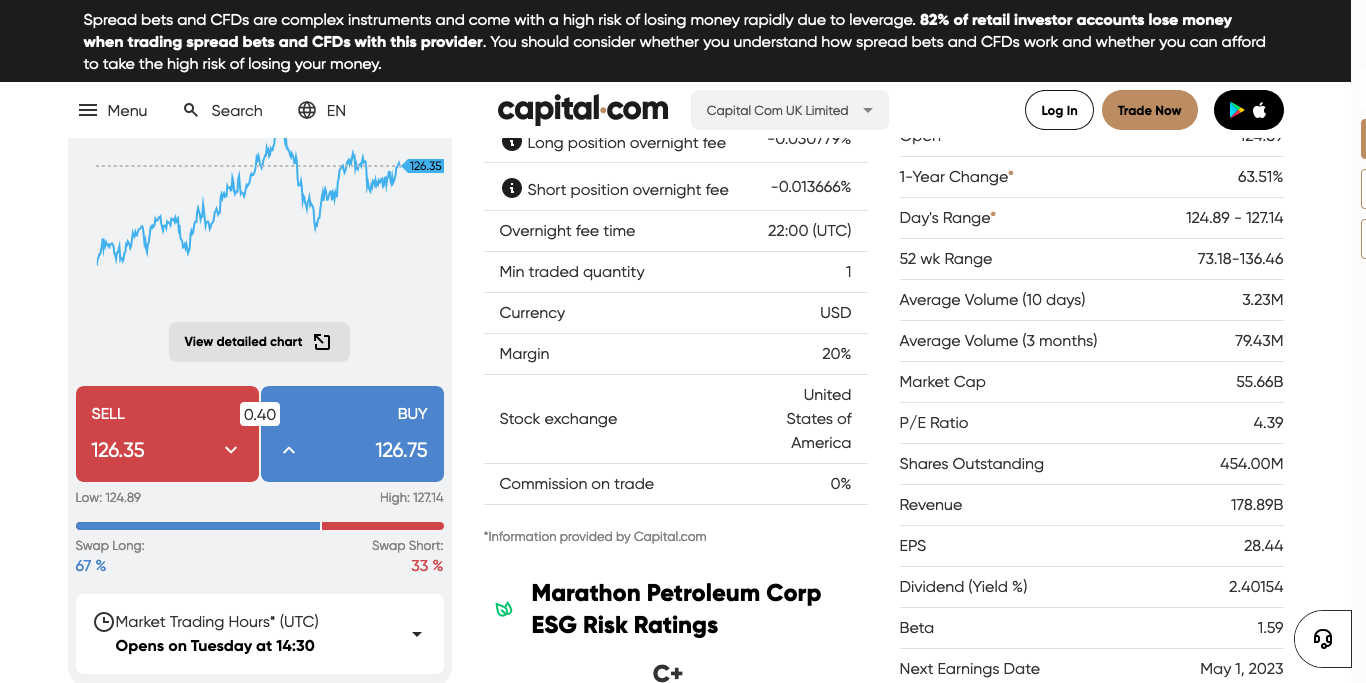 Spread bets and CFDs are complex instruments and come with a high risk of losing money rapidly due to leverage. 82% of retail investor accounts lose money
when trading spread bets and CFDs with this provider. You should consider whether you understand how spread bets and CFDs work and whether you can afford
to take the high risk of losing your money.
Menu
Search
EN
capital.com
Capital Com UK Limited
Log In
Trade Now
126.35
View detailed chart
SELL
126.35
0.40
BUY
126.75
Low: 124.89
High: 127.14
Swap Long:
67 %
Swap Short:
33 %
Market Trading Hours* (UTC)
Opens on Tuesday at 14:30
Long position overnight fee -0.030779%
Short position overnight fee -0.013666%
Overnight fee time 22:00 (UTC)
Min traded quantity 1
Currency USD
Margin 20%
Stock exchange
United
States of
America
Commission on trade 0%
*Information provided by Capital.com
Marathon Petroleum Corp
ESG Risk Ratings
C+
Open
1-Year Change* 63.51%
Day's Range* 124.89 - 127.14
52 wk Range 73.18-136.46
Average Volume (10 days) 3.23M
Average Volume (3 months) 79.43M
Market Cap 55.66B
P/E Ratio 4.39
Shares Outstanding 454.00M
Revenue 178.89B
EPS 28.44
Dividend (Yield %) 2.40154
Beta 1.59
Next Earnings Date May 1, 2023